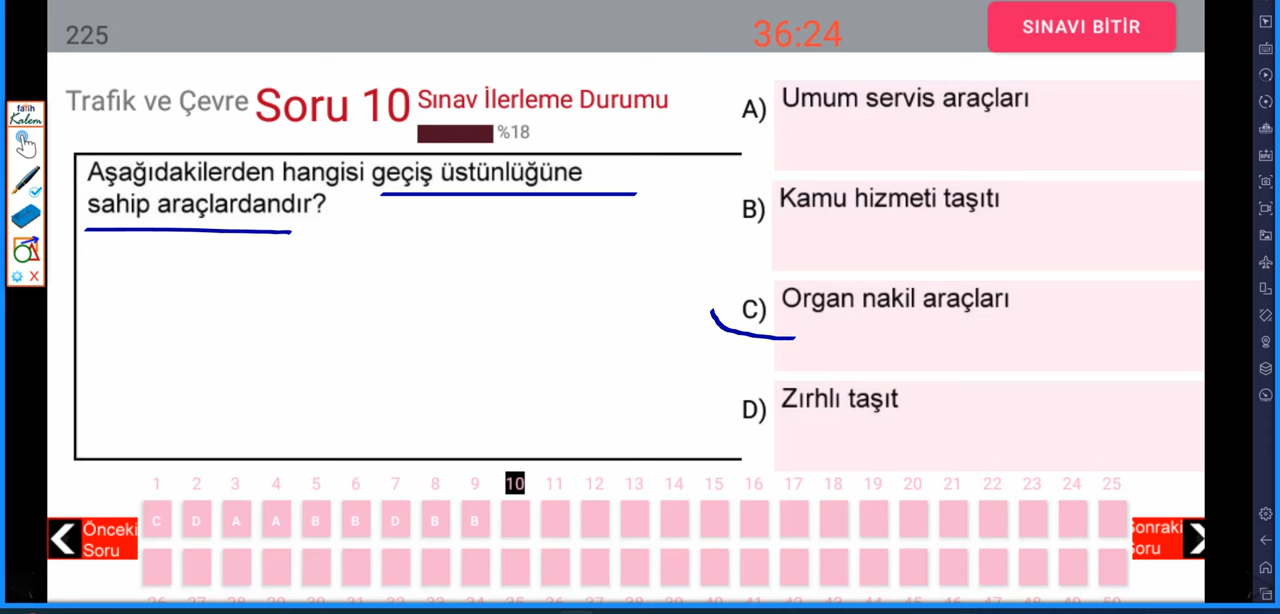 225
36:24
SINAVI BİTİR
fatih
Kalem
Trafik ve Çevre Soru 10 Sınav İlerleme Durumu
%18
Aşağıdakilerden hangisi geçiş üstünlüğüne
sahip araçlardandır?
A) Umum servis araçları
B) Kamu hizmeti taşıtı
C) Organ nakil araçları
D) Zırhlı taşıt
1 2 3 4 5 6 7 8 9 10 11 12 13 14 15 16 17 18 19 20 21 22 23 24 25
C D A A B B D B B
Önceki
Soru
Sonraki
Soru